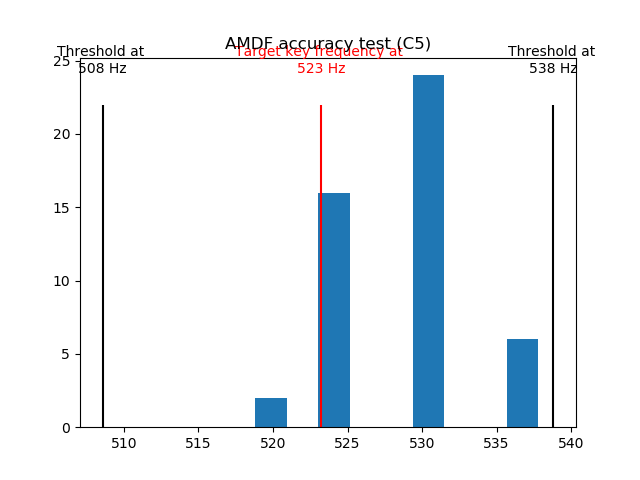 AMDF accuracy test (C5)
Threshold at
508 Hz
Target key frequency at
523 Hz
Threshold at
538 Hz
25
20
15
10
5
0
510
515
520
525
530
535
540